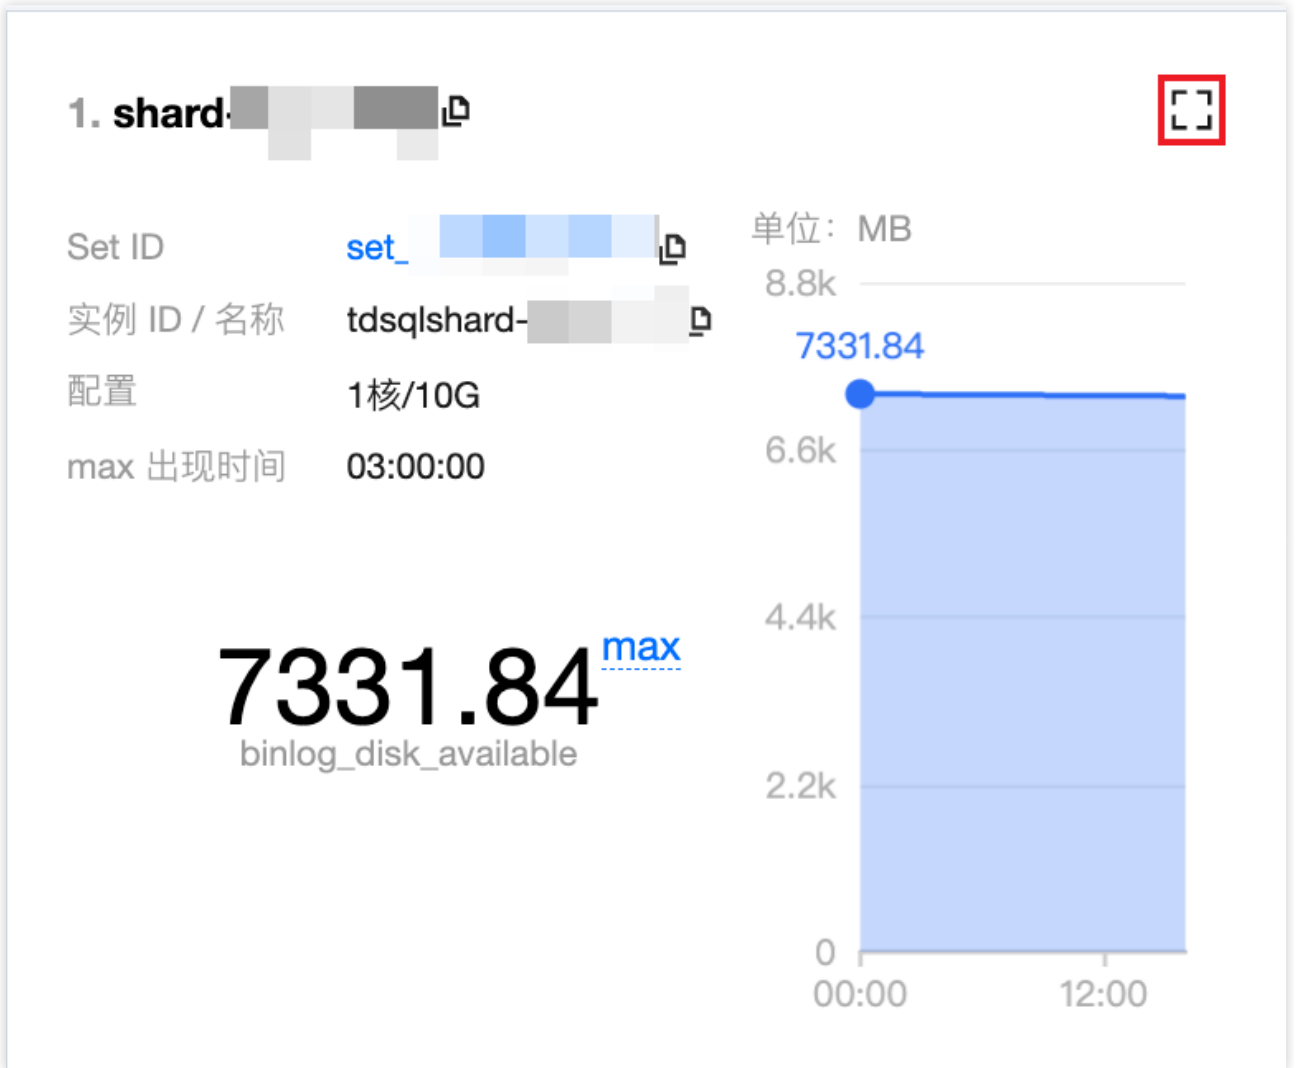 1. shard-
Set ID set_
实例 ID / 名称 tdsqlshard-
配置 1核/10G
max 出现时间 03:00:00
7331.84 max
binlog_disk_available
单位: MB
8.8k
7331.84
6.6k
4.4k
2.2k
0
00:00 12:00